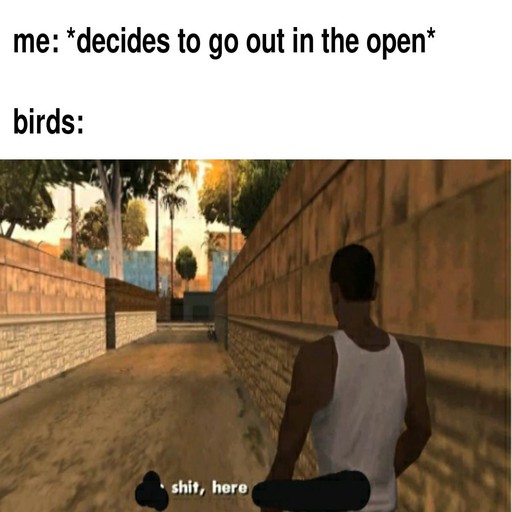 me: *decides to go out in the open*
birds:
shit, here